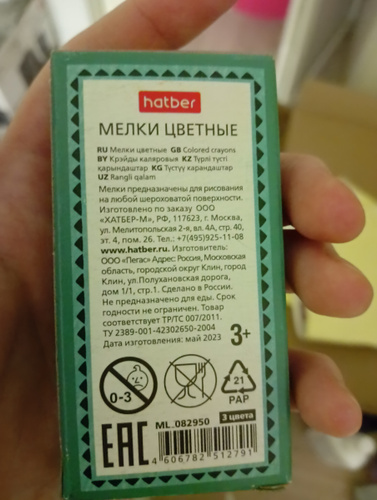 hatber
МЕЛКИ ЦВЕТНЫЕ
RU Мелки цветные GB Colored crayons
BY Крэйды каляровыя KZ Түрлі түсті
қарындаштар KG Түстүү карандаштар
UZ Rangli qalam
Мелки предназначены для рисования
на любой шероховатой поверхности.
Изготовлено по заказу ООО
«ХАТБЕР-М», РФ, 117623, г. Москва,
ул. Мелитопольская 2-я, вл. 4А, стр. 40,
эт. 4, пом. 26. Тел.: +7(495)925-11-08
www.hatber.ru. Изготовитель:
ООО «Пегас» Адрес: Россия, Московская
область, городской округ Клин, город
Клин, ул.Полухановская дорога,
дом 1/1, стр.1. Сделано в России.
Не предназначено для еды. Срок
годности не ограничен. Товар
соответствует ТР/ТС 007/2011.
ТУ 2389-001-42302650-2004
Дата изготовления: май 2023
3+
0-3
21
PAP
ML.082950
3 цвета
EAC
4 606782 512791